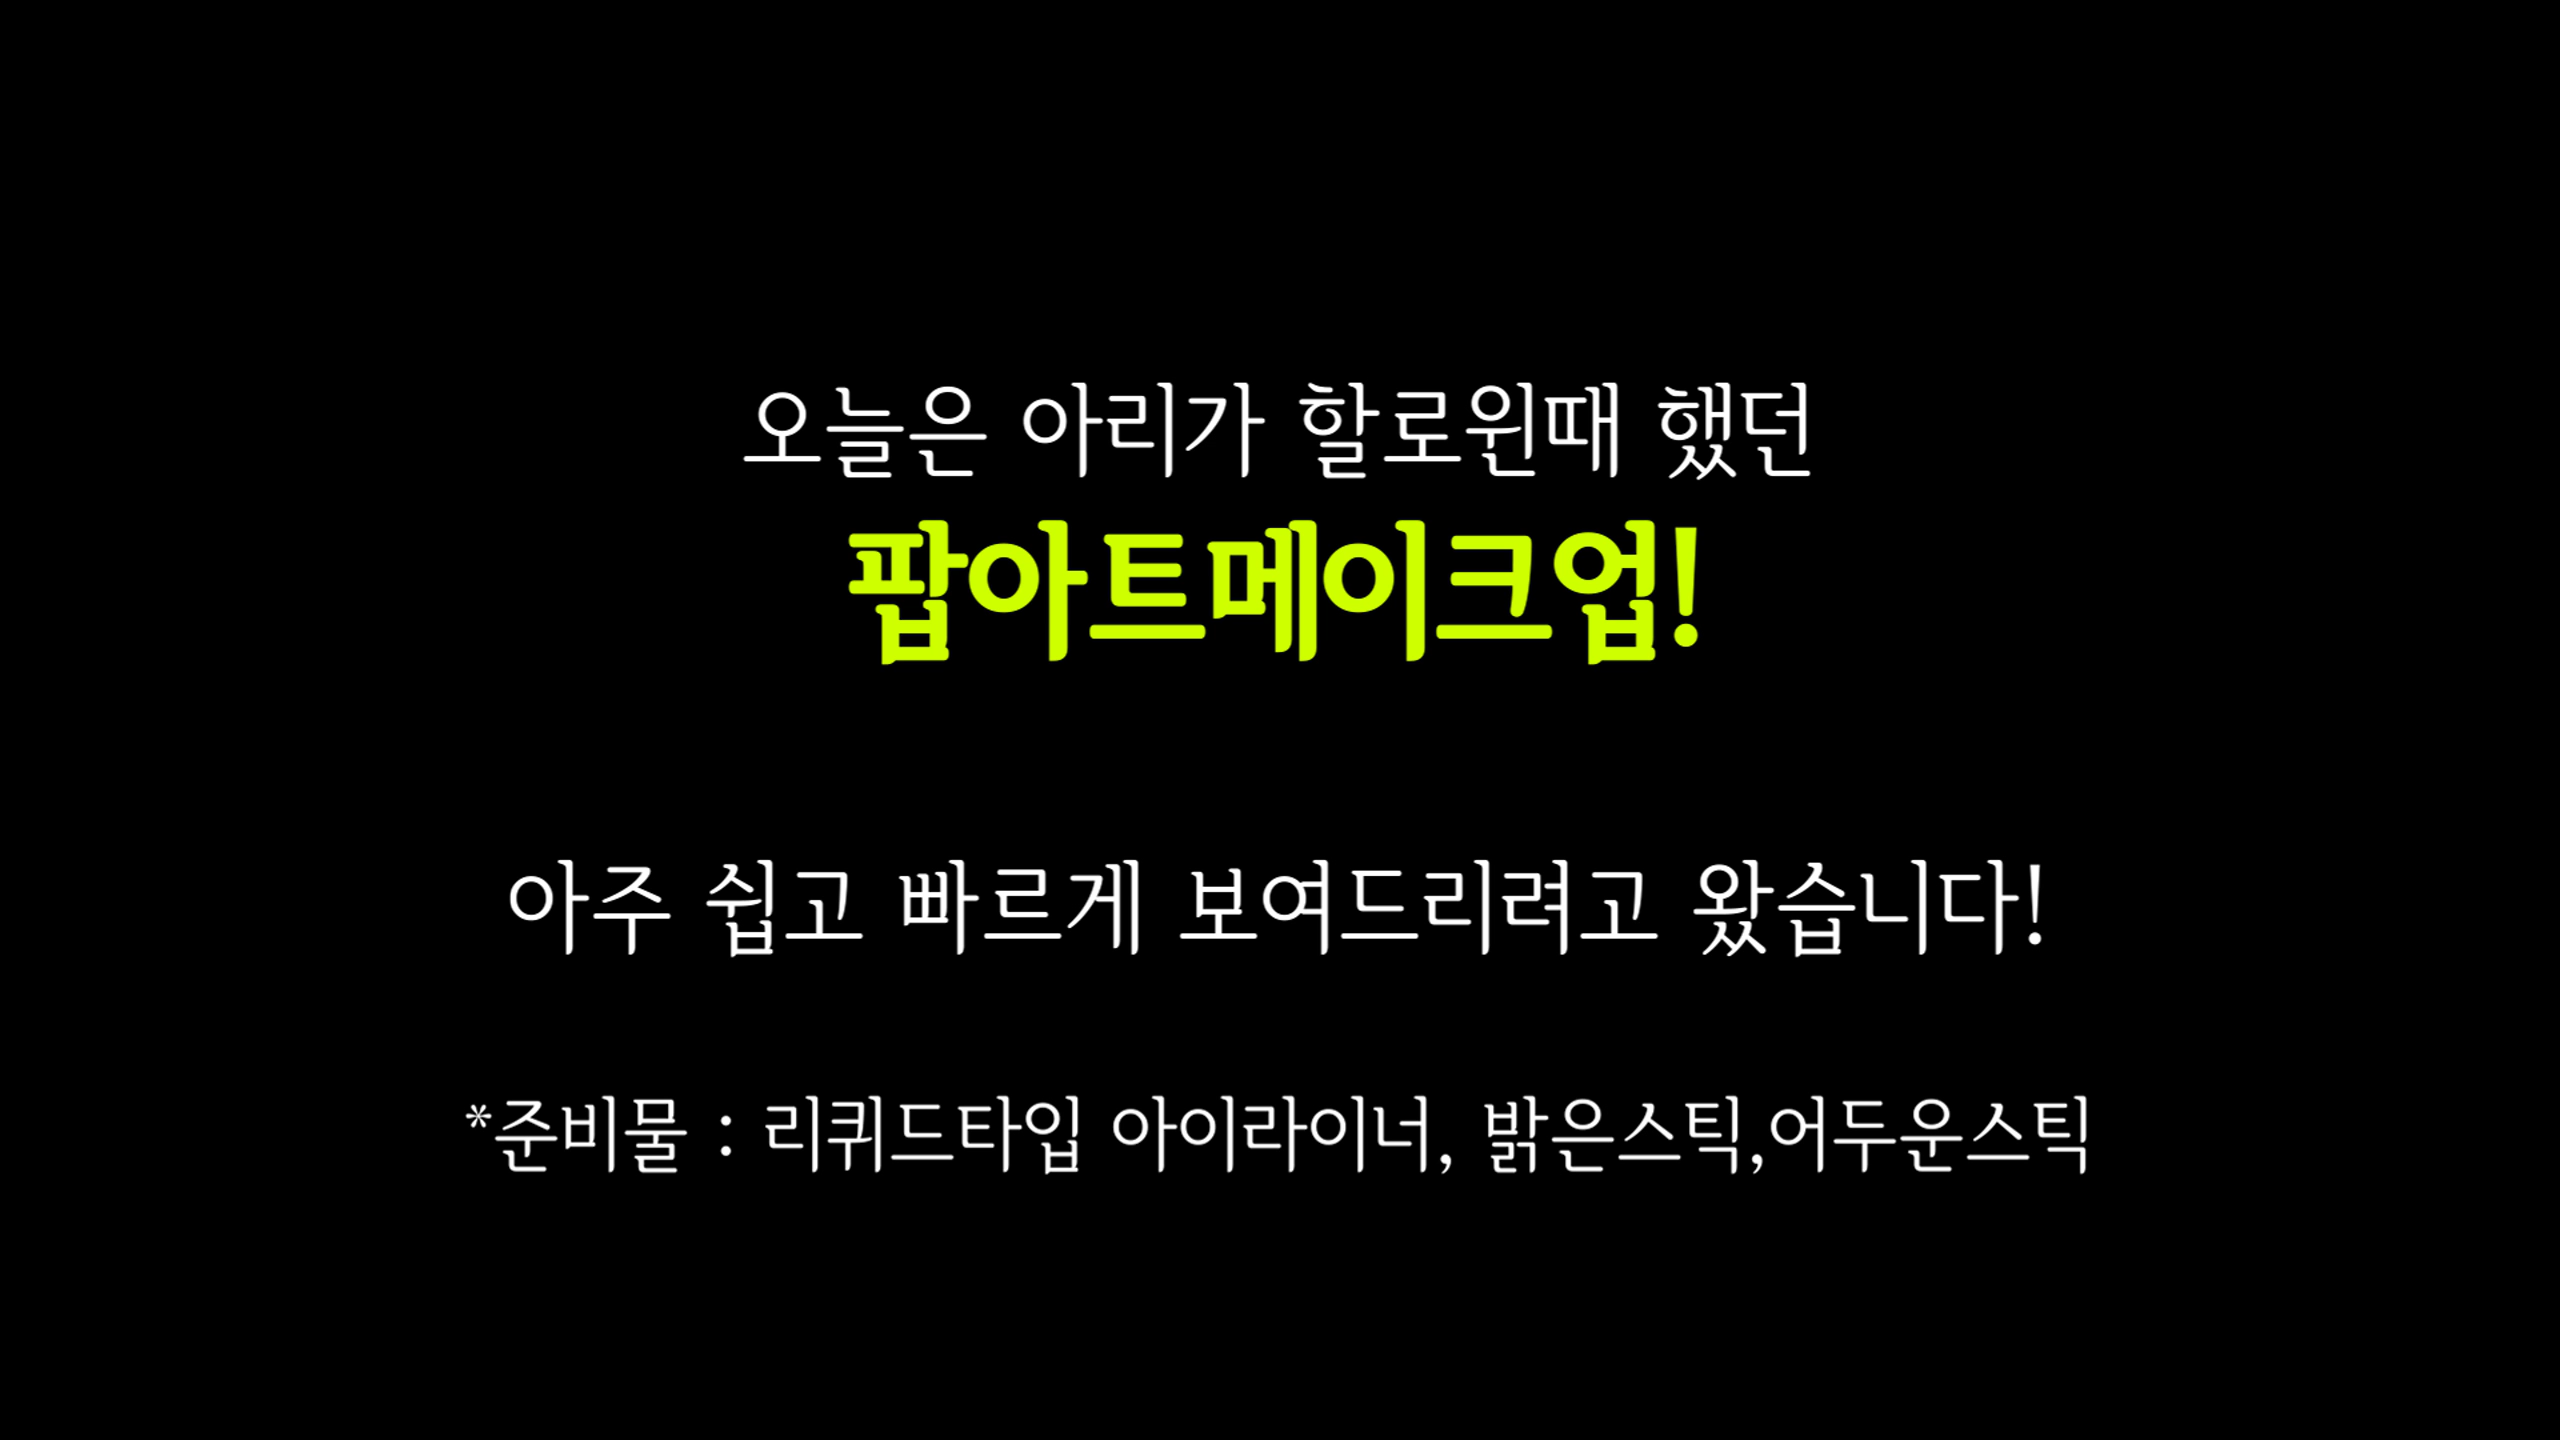 오늘은 아리가 할로윈때 했던
팝아트메이크업!
아주 쉽고 빠르게 보여드리려고 왔습니다!
*준비물 : 리퀴드타입 아이라이너, 밝은스틱,어두운스틱